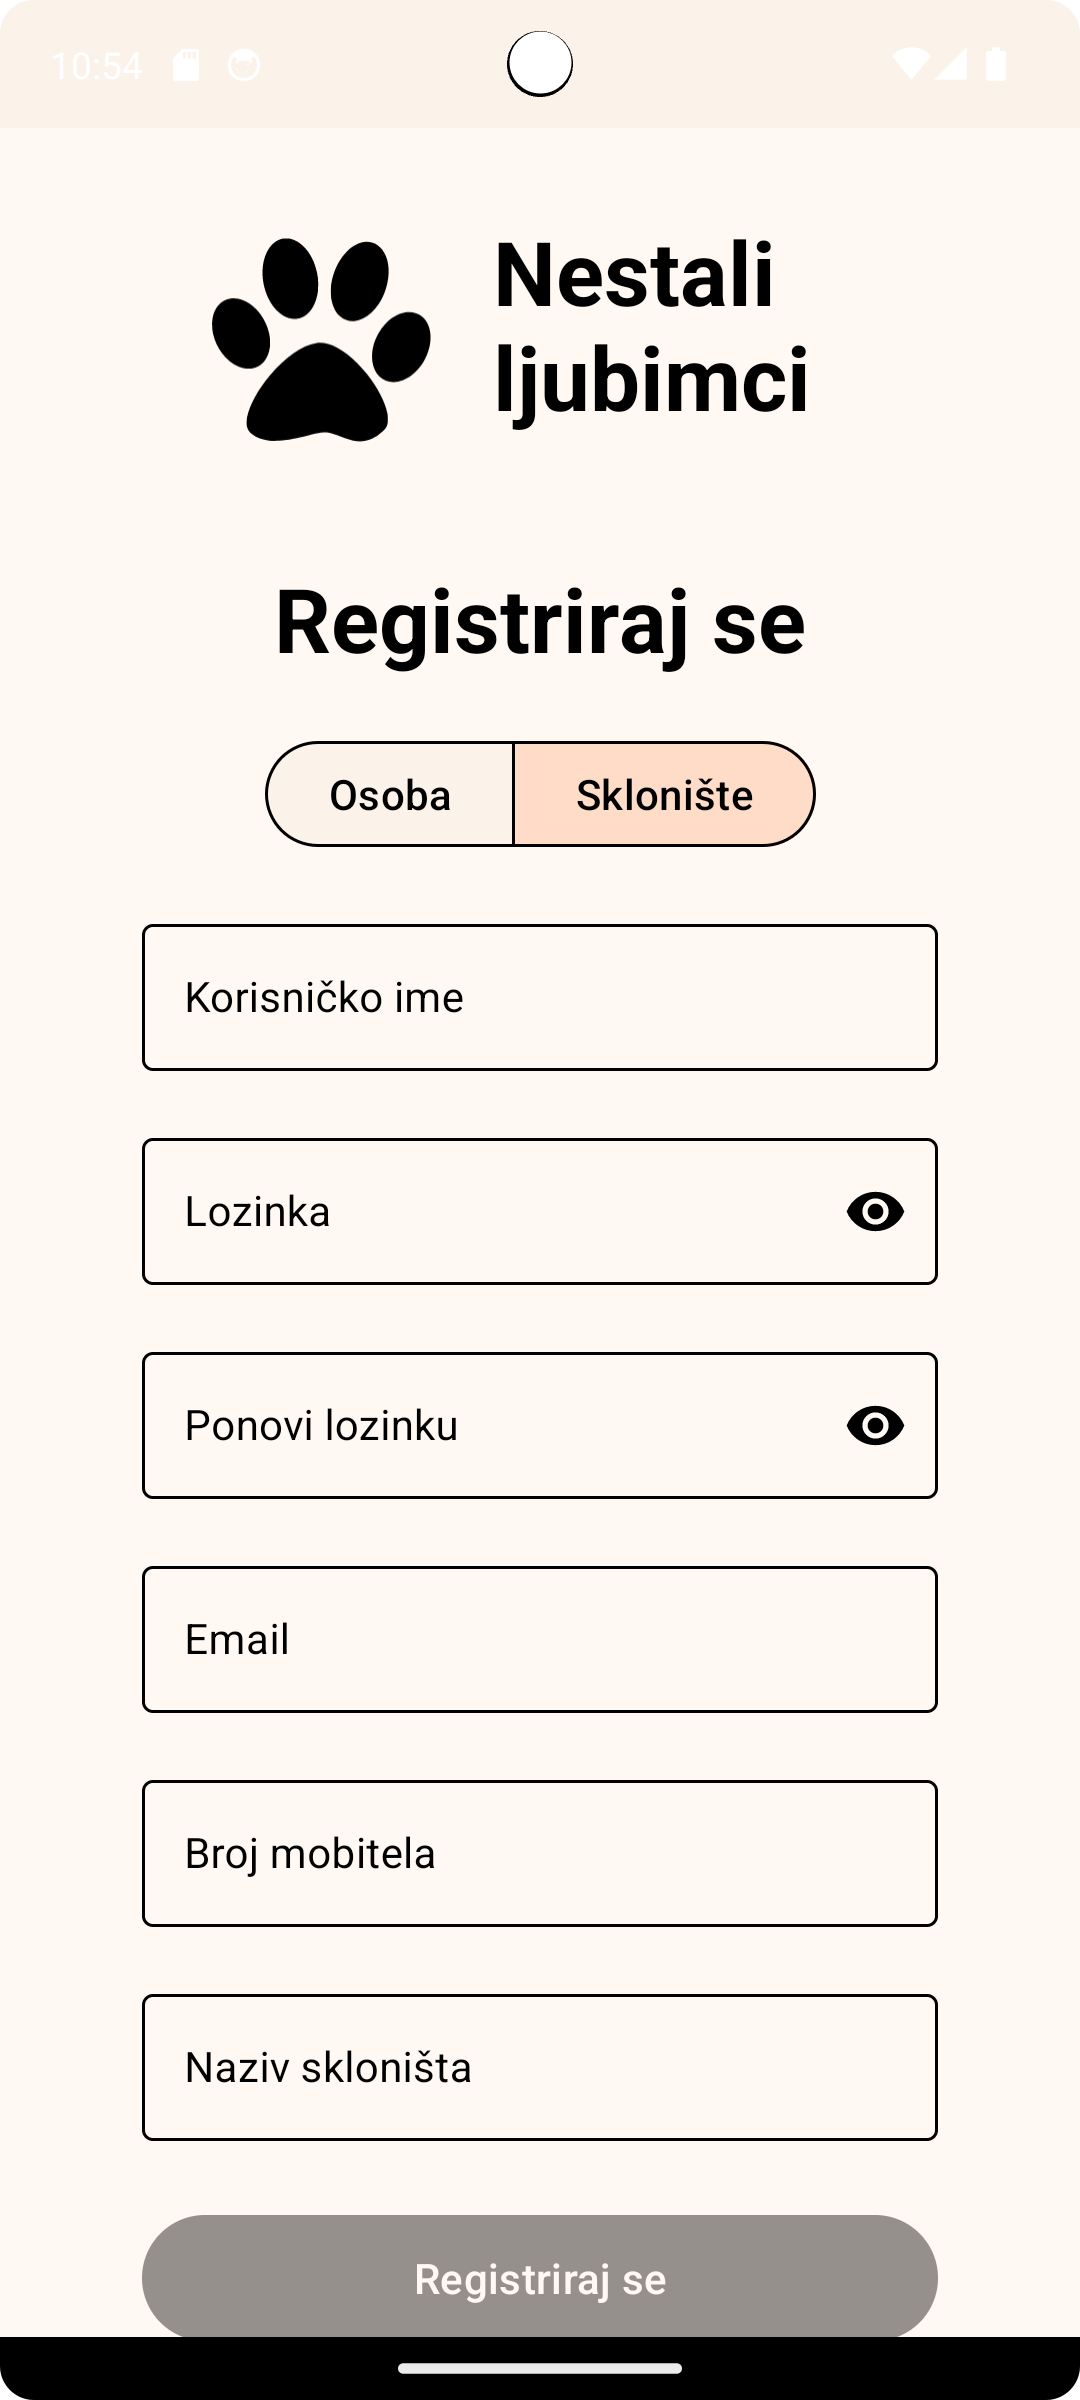 10:54
Nestali
ljubimci
Registriraj se
Osoba
Sklonište
Korisničko ime
Lozinka
Ponovi lozinku
Email
Broj mobitela
Naziv skloništa
Registriraj se